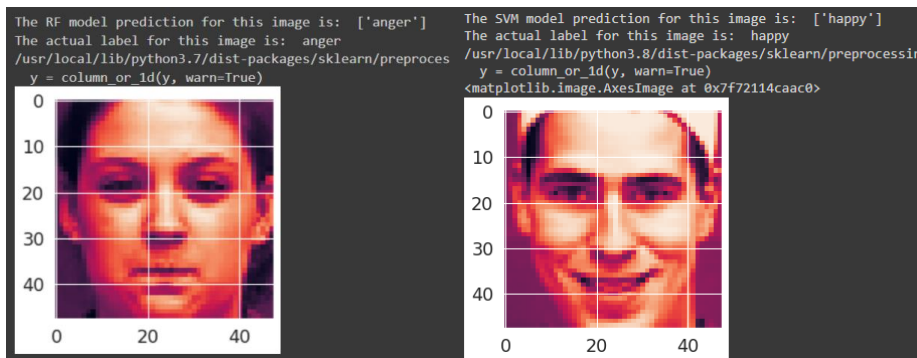 The RF model prediction for this image is:  ['anger']
The actual label for this image is:  anger
/usr/local/lib/python3.7/dist-packages/sklearn/preproces
  y = column_or_1d(y, warn=True)
0
10
20
30
40
0
20
40
The SVM model prediction for this image is:  ['happy']
The actual label for this image is:  happy
/usr/local/lib/python3.8/dist-packages/sklearn/preprocessin
  y = column_or_1d(y, warn=True)
<matplotlib.image.AxesImage at 0x7f72114caac0>
0
10
20
30
40
0
20
40